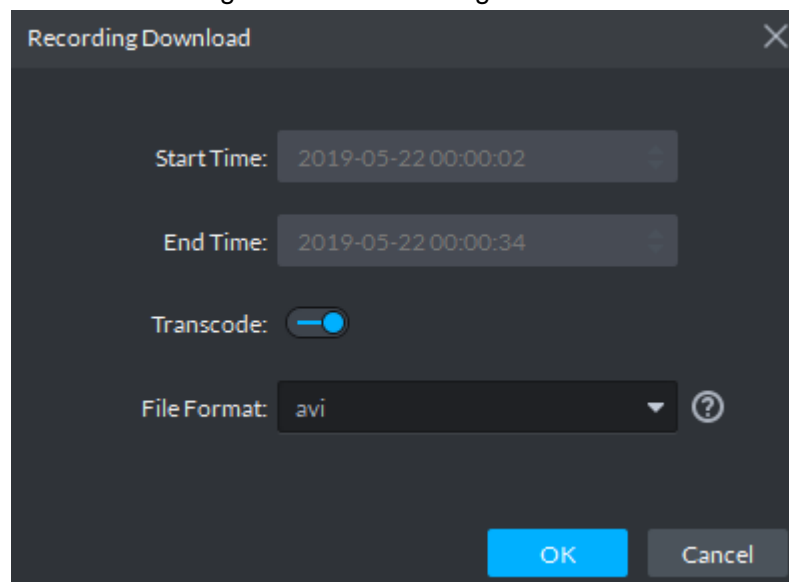 Recording Download
Start Time: 2019-05-22 00:00:02
End Time: 2019-05-22 00:00:34
Transcode:
File Format: avi
OK Cancel